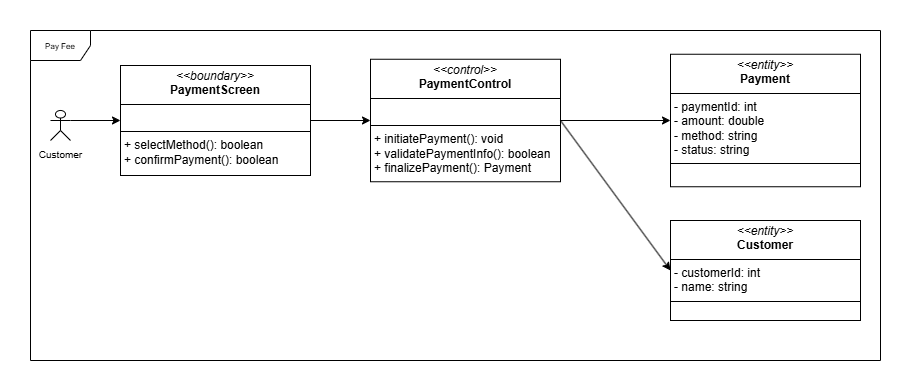 Pay Fee
Customer
<<boundary>>
PaymentScreen
+ selectMethod(): boolean
+ confirmPayment(): boolean
<<control>>
PaymentControl
+ initiatePayment(): void
+ validatePaymentInfo(): boolean
+ finalizePayment(): Payment
<<entity>>
Payment
- paymentId: int
- amount: double
- method: string
- status: string
<<entity>>
Customer
- customerId: int
- name: string